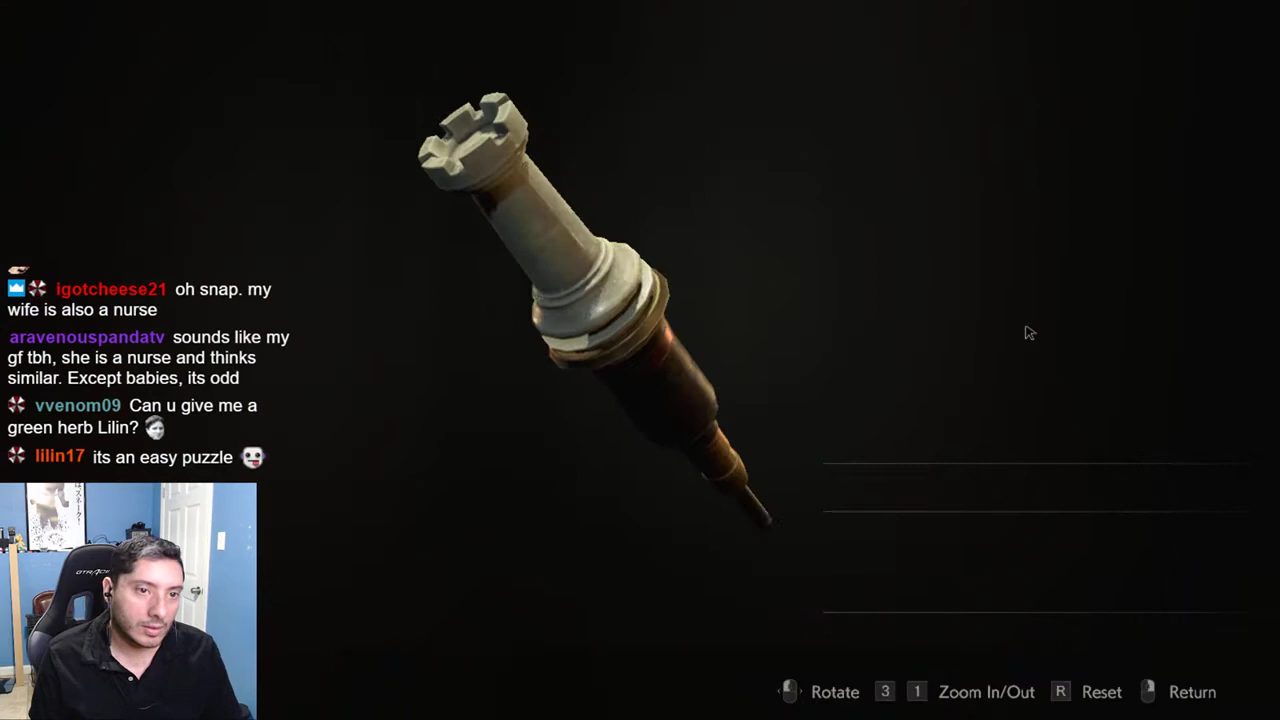 igotcheese21 oh snap. my
wife is also a nurse
aravenouspandatv sounds like my
gf tbh, she is a nurse and thinks
similar. Except babies, its odd
vvenom09 Can u give me a
green herb Lilin?
lilin17 its an easy puzzle
Rotate 3 1 Zoom In/Out R Reset Return